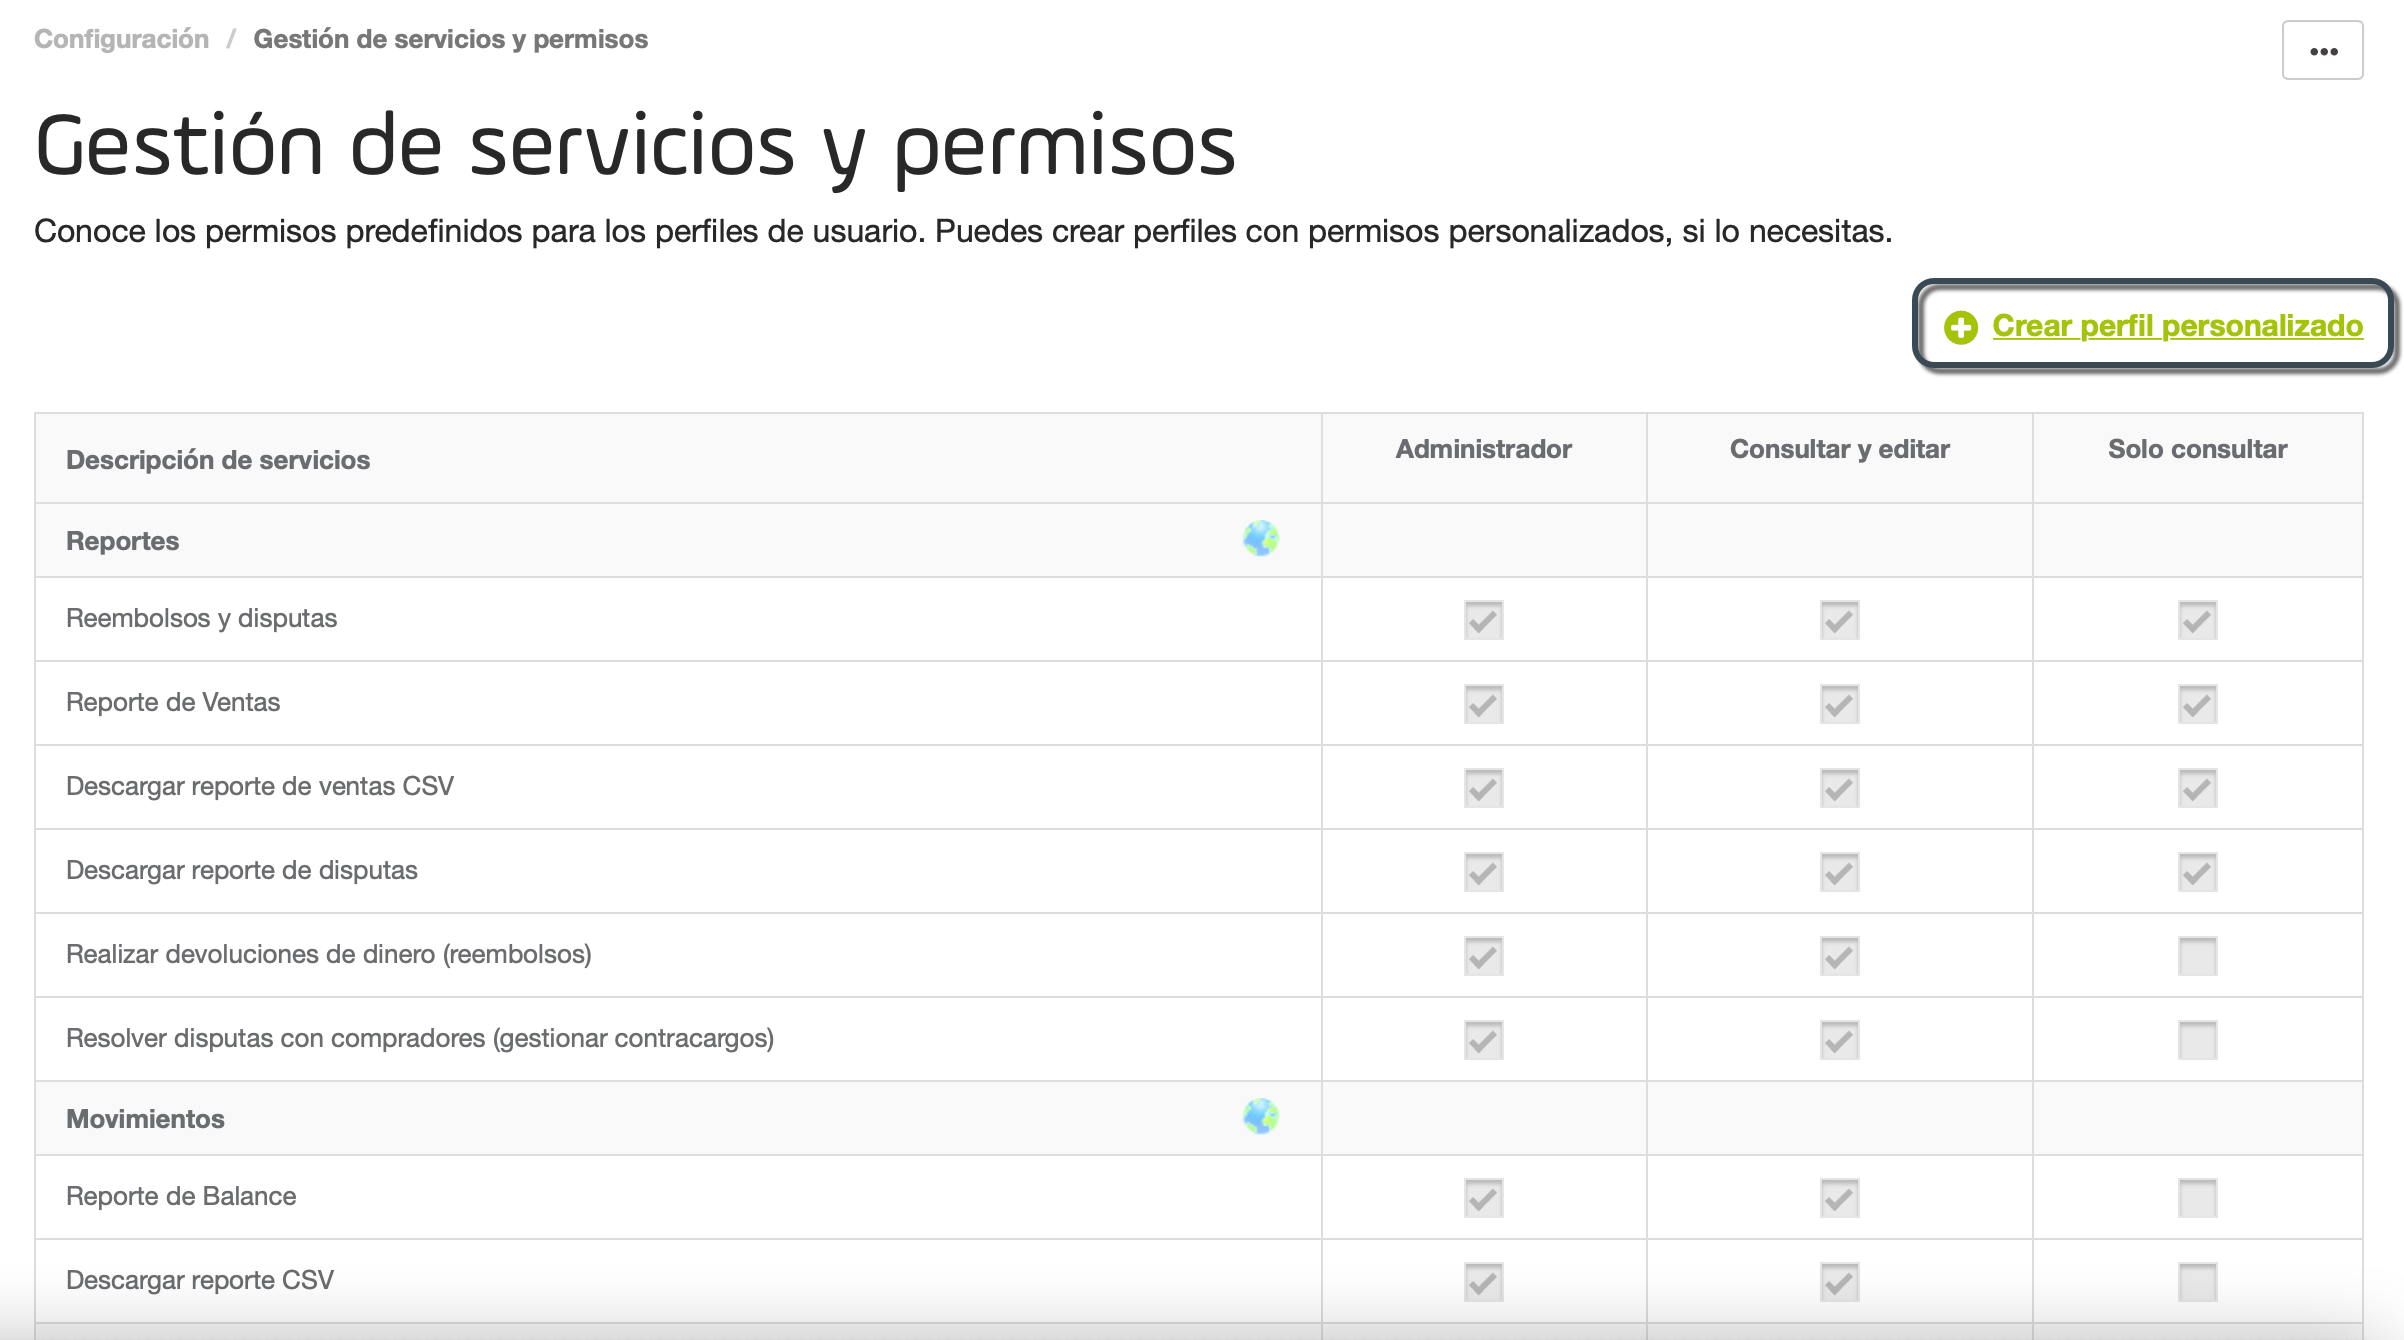 Configuración / Gestión de servicios y permisos
Gestión de servicios y permisos
Conoce los permisos predefinidos para los perfiles de usuario. Puedes crear perfiles con permisos personalizados, si lo necesitas.
Crear perfil personalizado
Descripción de servicios Administrador Consultar y editar Solo consultar
Reportes
Reembolsos y disputas
Reporte de Ventas
Descargar reporte de ventas CSV
Descargar reporte de disputas
Realizar devoluciones de dinero (reembolsos)
Resolver disputas con compradores (gestionar contracargos)
Movimientos
Reporte de Balance
Descargar reporte CSV